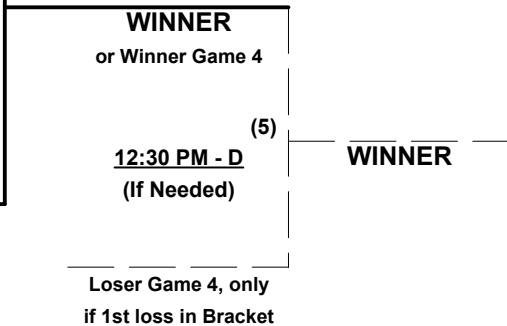 WINNER
or Winner Game 4
(5)
12:30 PM - D
WINNER
(If Needed)
Loser Game 4, only
if 1st loss in Bracket